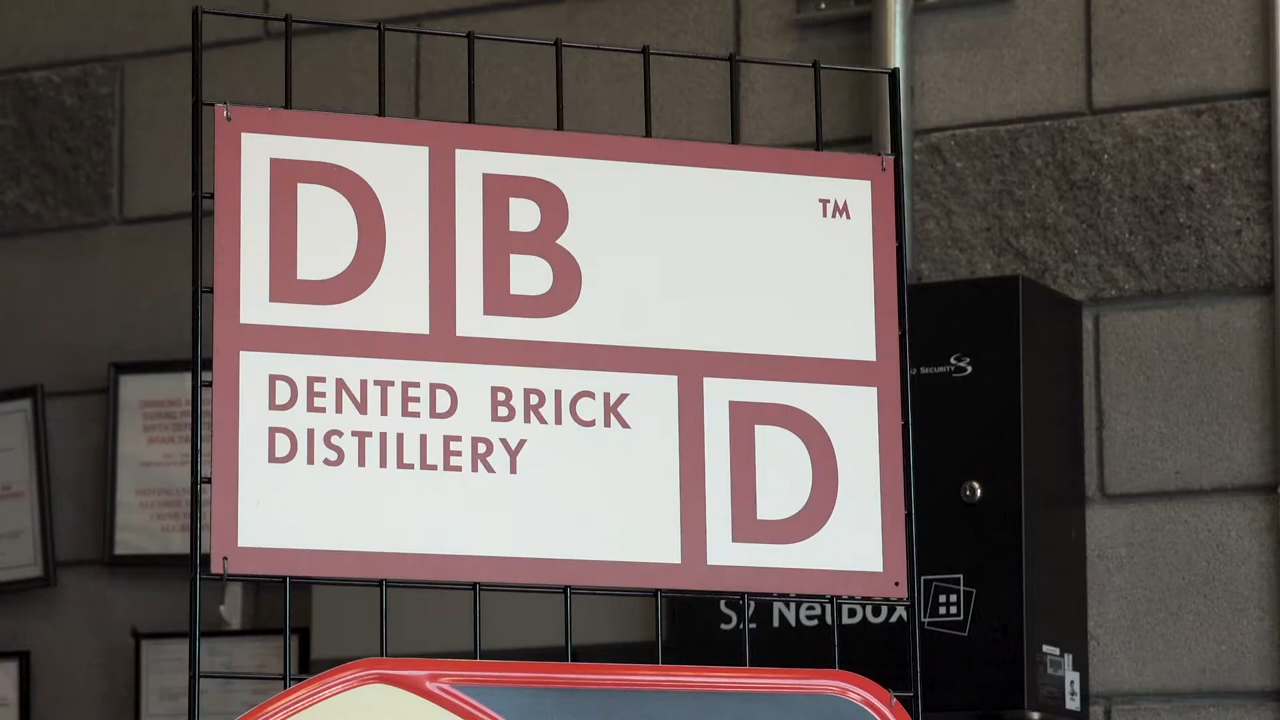 D B
TM
DENTED BRICK
DISTILLERY
D
S2 SECURITY
S2 NETBOX